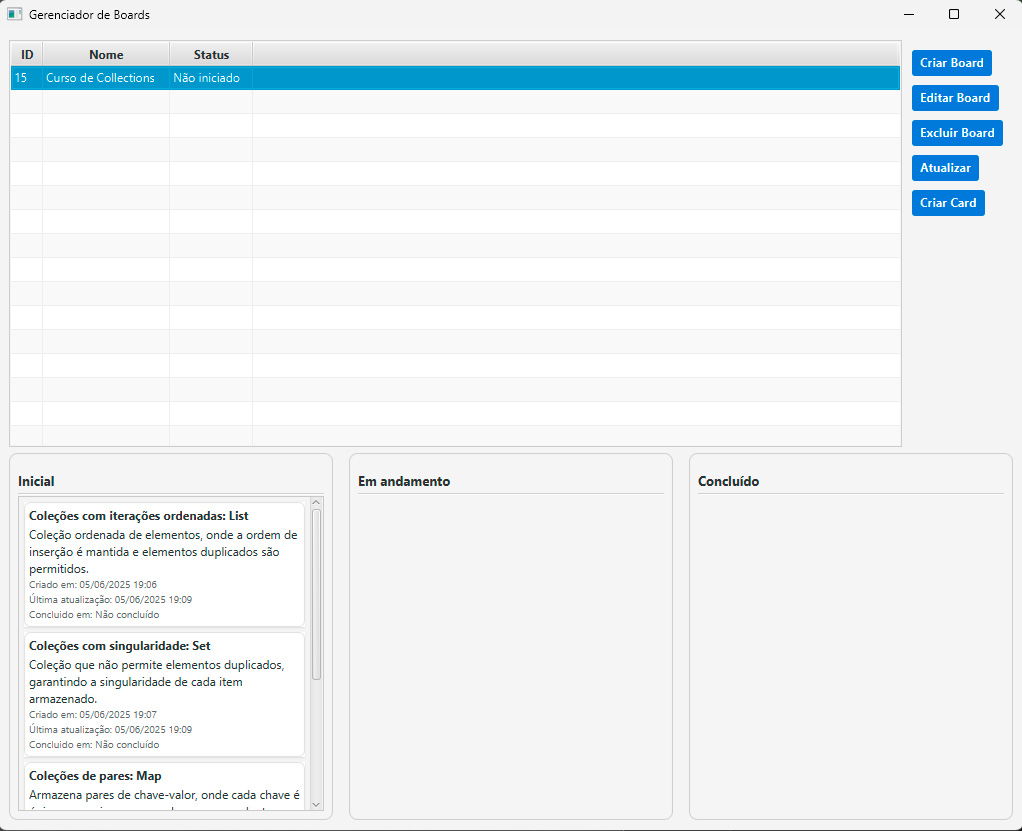 Gerenciador de Boards
ID Nome Status
15 Curso de Collections Não iniciado
Criar Board
Editar Board
Excluir Board
Atualizar
Criar Card
Inicial
Coleções com iterações ordenadas: List
Coleção ordenada de elementos, onde a ordem de
inserção é mantida e elementos duplicados são
permitidos.
Criado em: 05/06/2025 19:06
Última atualização: 05/06/2025 19:09
Concluido em: Não concluído
Coleções com singularidade: Set
Coleção que não permite elementos duplicados,
garantindo a singularidade de cada item
armazenado.
Criado em: 05/06/2025 19:07
Última atualização: 05/06/2025 19:09
Concluido em: Não concluído
Coleções de pares: Map
Armazena pares de chave-valor, onde cada chave é
Em andamento
Concluído